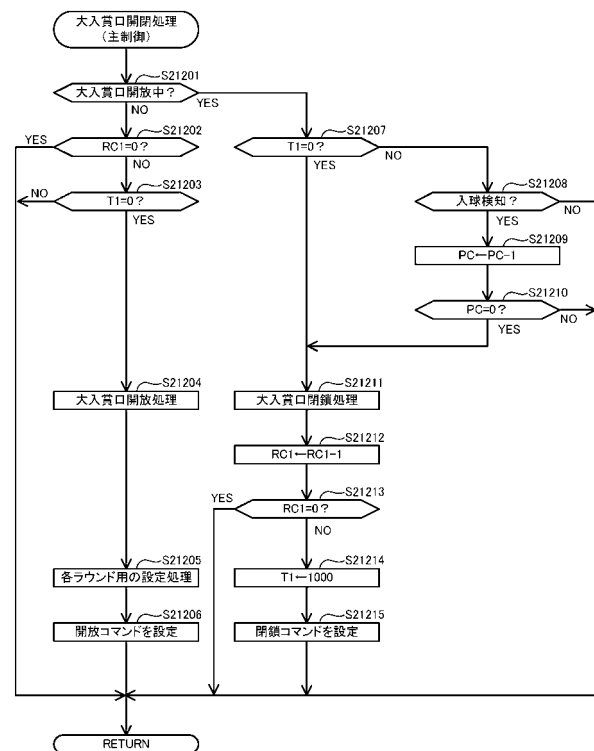 大入賞口開閉処理
(主制御)
S21201
大入賞口開放中？
YES
NO
S21202
YES
RC1=0？
NO
S21203
NO
T1=0？
YES
S21207
T1=0？
NO
YES
S21208
入球検知？
NO
YES
S21209
PC←PC-1
S21210
PC=0？
NO
YES
S21204
大入賞口開放処理
S21211
大入賞口閉鎖処理
S21212
RC1←RC1-1
S21213
YES
RC1=0？
NO
S21205
各ラウンド用の設定処理
S21214
T1←1000
S21206
開放コマンドを設定
S21215
閉鎖コマンドを設定
RETURN